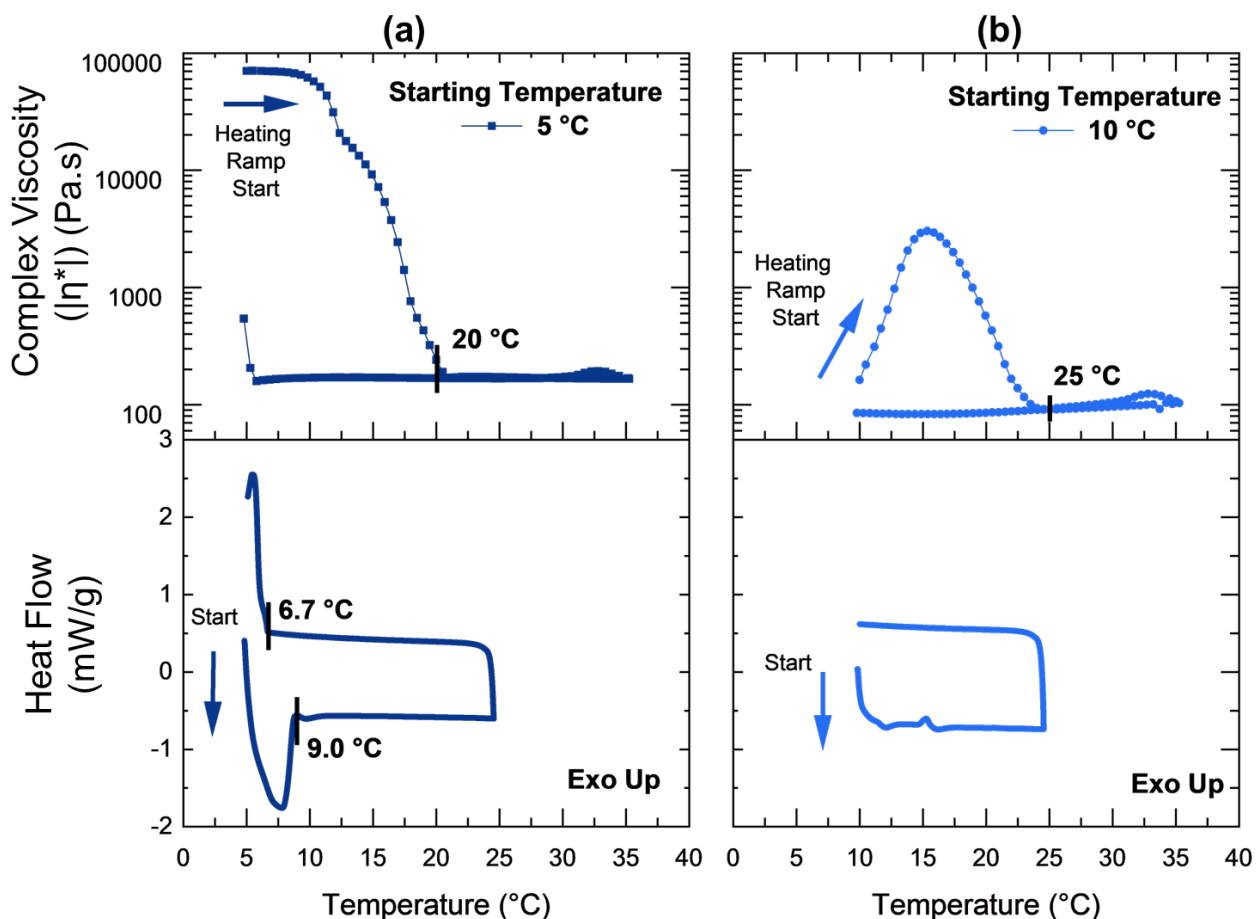 (a)
(b)
Complex Viscosity
(|η*|) (Pa.s)
100000
10000
1000
100
Starting Temperature
5 °C
Heating
Ramp
Start
20 °C
Starting Temperature
10 °C
Heating
Ramp
Start
25 °C
Heat Flow
(mW/g)
3
2
1
0
-1
-2
Start
6.7 °C
9.0 °C
Exo Up
Start
Exo Up
0 5 10 15 20 25 30 35 40
0 5 10 15 20 25 30 35 40
Temperature (°C)
Temperature (°C)